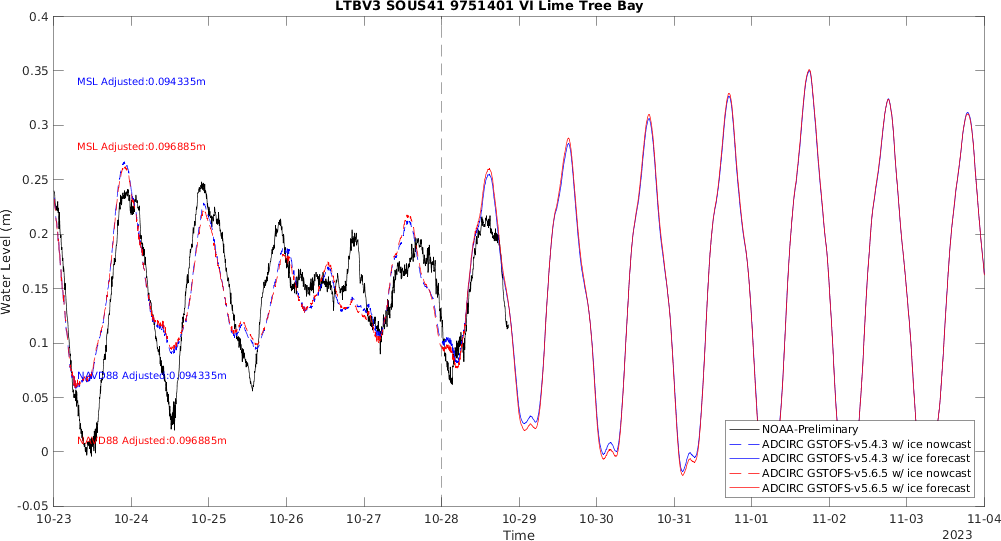 LTBV3 SOUS41 9751401 VI Lime Tree Bay
0.4
0.35
0.3
0.25
0.2
0.15
0.1
0.05
0
-0.05
Water Level (m)
MSL Adjusted:0.094335m
MSL Adjusted:0.096885m
NAVD88 Adjusted:0.094335m
NAVD88 Adjusted:0.096885m
NOAA-Preliminary
ADCIRC GSTOFS-v5.4.3 w/ ice nowcast
ADCIRC GSTOFS-v5.4.3 w/ ice forecast
ADCIRC GSTOFS-v5.6.5 w/ ice nowcast
ADCIRC GSTOFS-v5.6.5 w/ ice forecast
10-23 10-24 10-25 10-26 10-27 10-28 10-29 10-30 10-31 11-01 11-02 11-03 11-04
Time
2023